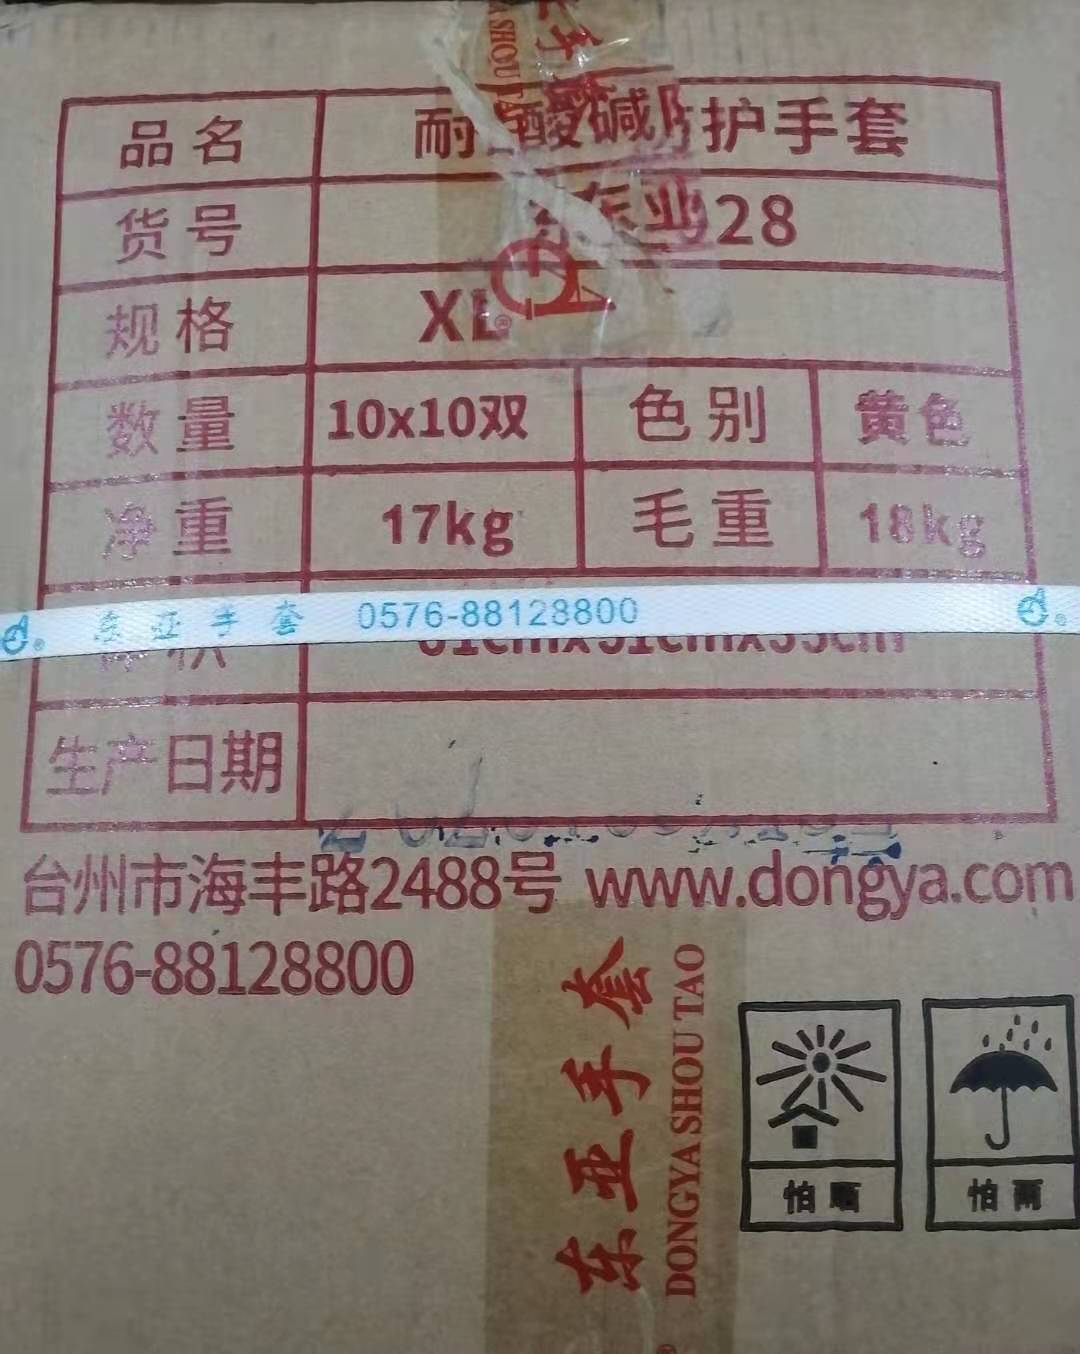 品名 耐酸碱防护手套
货号 28
规格 XL
数量 10x10双 色别 黄色
净重 17kg 毛重 18kg
东亚手套 0576-88128800
生产日期
台州市海丰路2488号 www.dongya.com
0576-88128800
东亚手套
DONGYA SHOU TAO
怕晒
怕雨